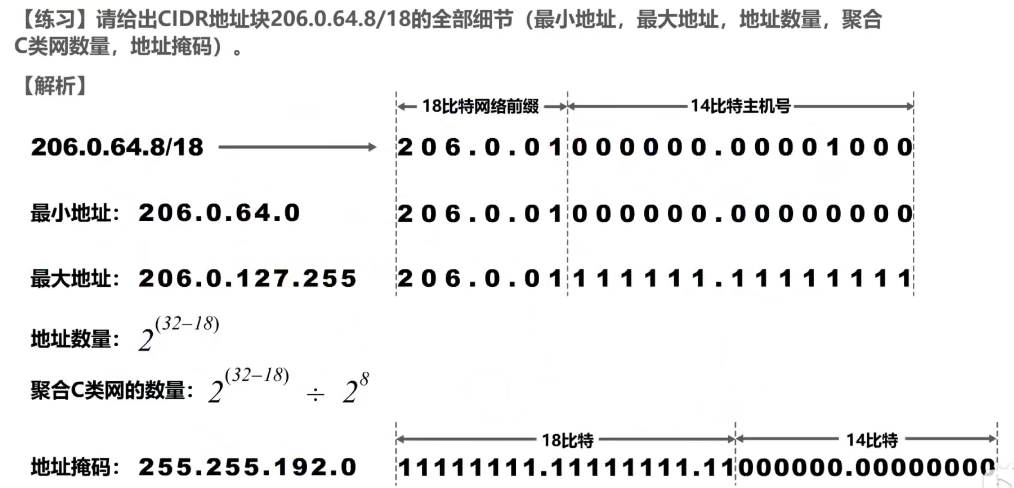 【练习】请给出CIDR地址块206.0.64.8/18的全部细节（最小地址，最大地址，地址数量，聚合
C类网数量，地址掩码）。
【解析】
18比特网络前缀 14比特主机号
206.0.64.8/18 206.0.01000000.00001000
最小地址：206.0.64.0 206.0.01000000.00000000
最大地址：206.0.127.255 206.0.01111111.11111111
地址数量：2^(32–18)
聚合C类网的数量：2^(32–18) ÷ 2^8
18比特 14比特
地址掩码：255.255.192.0 11111111.11111111.11000000.00000000